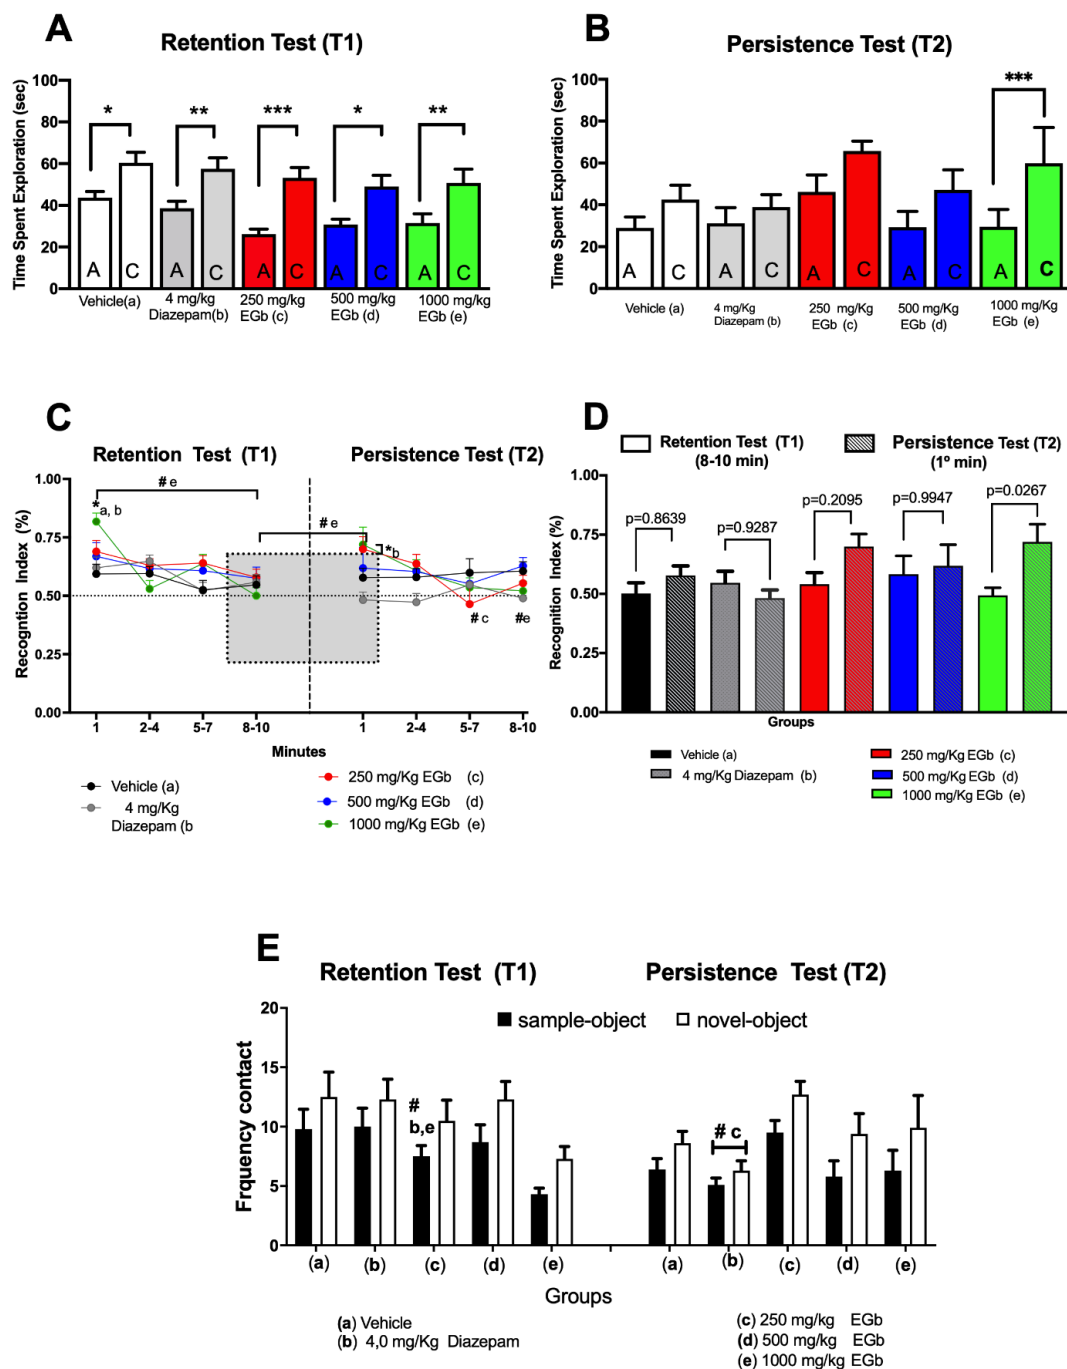 A
Retention Test (T1)
Time Spent Exploration (sec)
100
80
60
40
20
0
*
**
***
*
**
A C A C A C A C A C
Vehicle(a)
4 mg/kg
Diazepam(b)
250 mg/kg
EGb (c)
500 mg/kg
EGb (d)
1000 mg/kg
EGb (e)
B
Persistence Test (T2)
Time Spent Exploration (sec)
100
80
60
40
20
0
***
A C A C A C A C A C
Vehicle (a)
4 mg/Kg
Diazepam (b)
250 mg/Kg
EGb (c)
500 mg/Kg
EGb (d)
1000 mg/Kg
EGb (e)
C
Retention Test (T1)
Persistence Test (T2)
Recogntion Index (%)
1.00
0.75
0.50
0.25
0.00
# e
*a, b
# e
*b
# c
#e
1 2-4 5-7 8-10 1 2-4 5-7 8-10
Minutes
Vehicle (a)
4 mg/Kg
Diazepam (b
250 mg/Kg EGb (c)
500 mg/Kg EGb (d)
1000 mg/Kg EGb (e)
D
Retention Test (T1)
(8-10 min)
Persistence Test (T2)
(1º min)
Recognition Index (%)
1.00
0.75
0.50
0.25
0.00
p=0.8639
p=0.9287
p=0.2095
p=0.9947
p=0.0267
Groups
Vehicle (a)
4 mg/Kg Diazepam (b)
250 mg/Kg EGb (c)
500 mg/Kg EGb (d)
1000 mg/Kg EGb (e)
E
Retention Test (T1)
Persistence Test (T2)
Frquency contact
20
15
10
5
0
sample-object
novel-object
#
b,e
# c
(a) (b) (c) (d) (e) (a) (b) (c) (d) (e)
Groups
(a) Vehicle
(b) 4,0 mg/Kg Diazepam
(c) 250 mg/kg EGb
(d) 500 mg/kg EGb
(e) 1000 mg/kg EGb